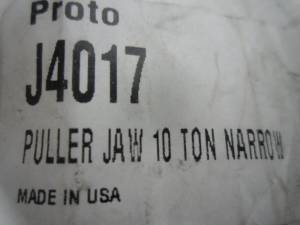 Proto
J4017
PULLER JAW 10 TON NARROW
MADE IN USA